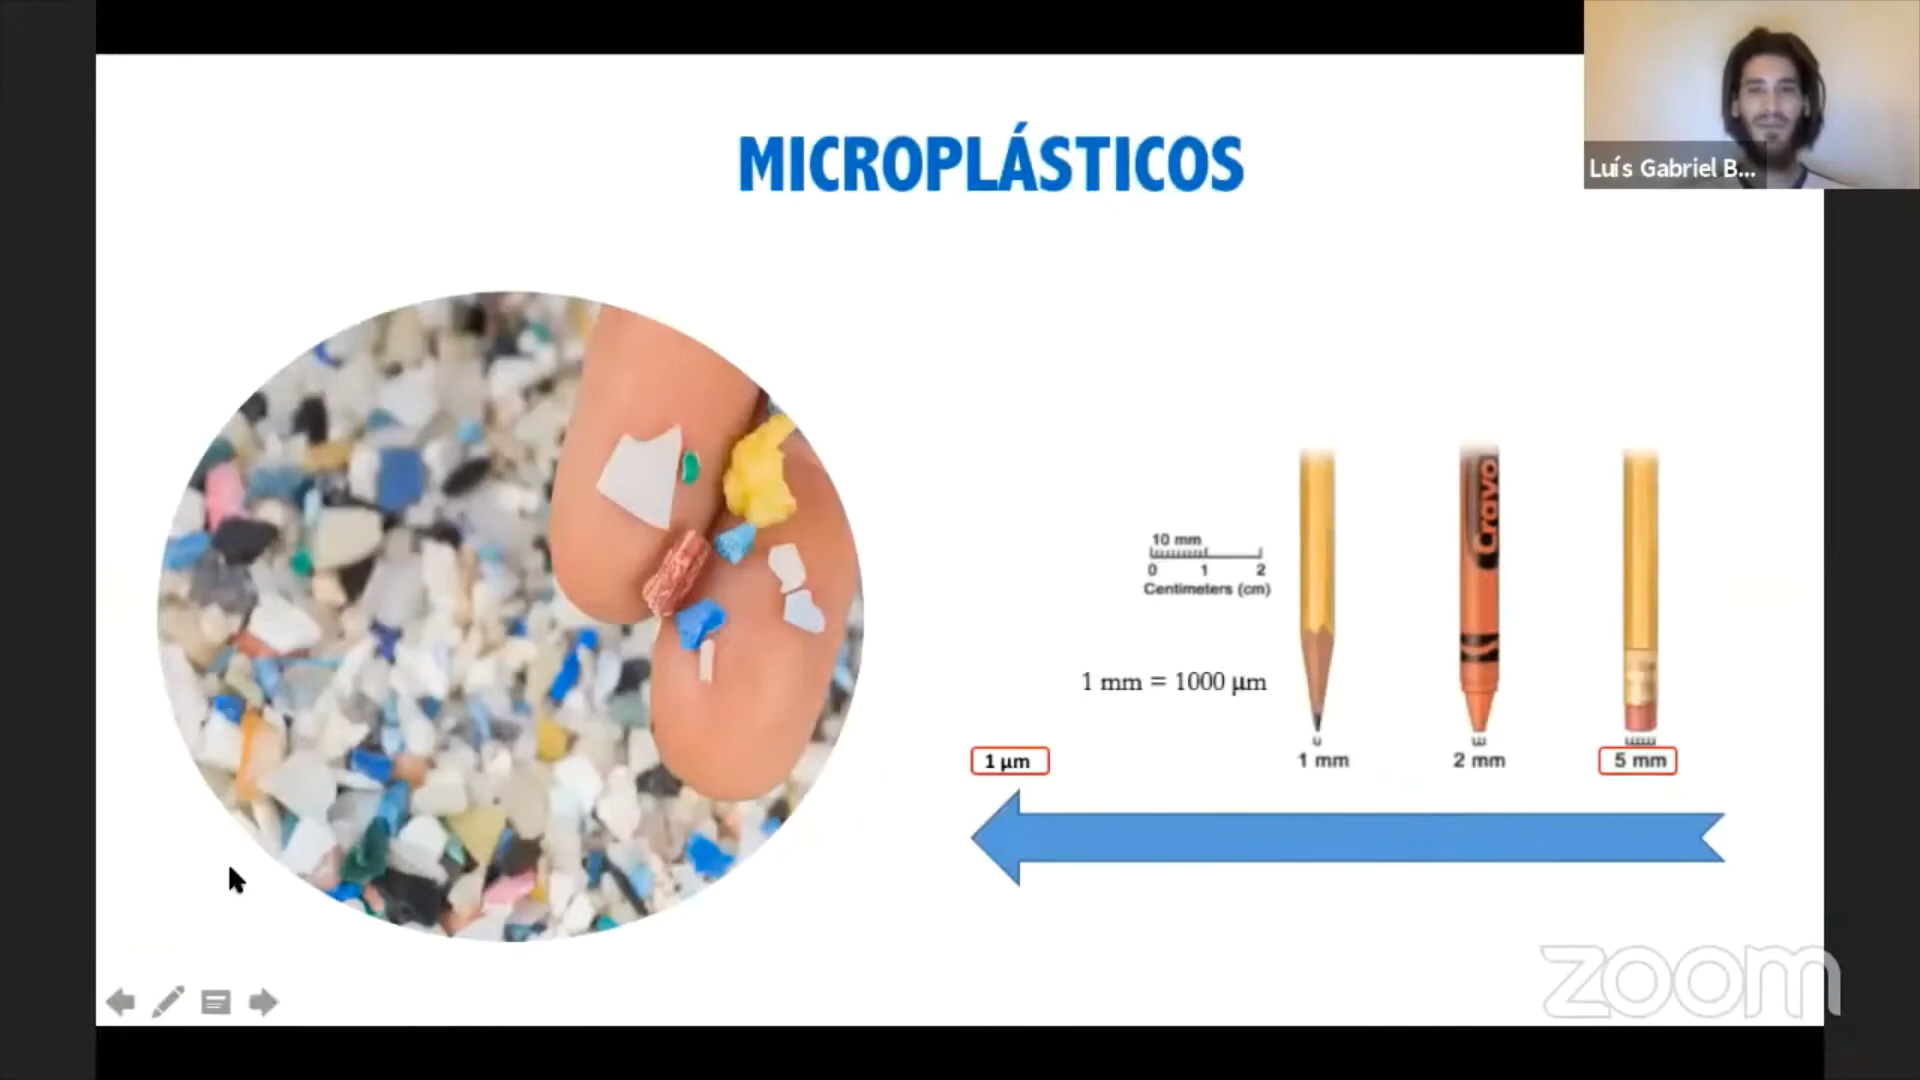 MICROPLÁSTICOS
Luís Gabriel B...
10 mm
0 1 2
Centimeters (cm)
1 mm = 1000 µm
Crayo
1 µm
1 mm
2 mm
5 mm
zoom